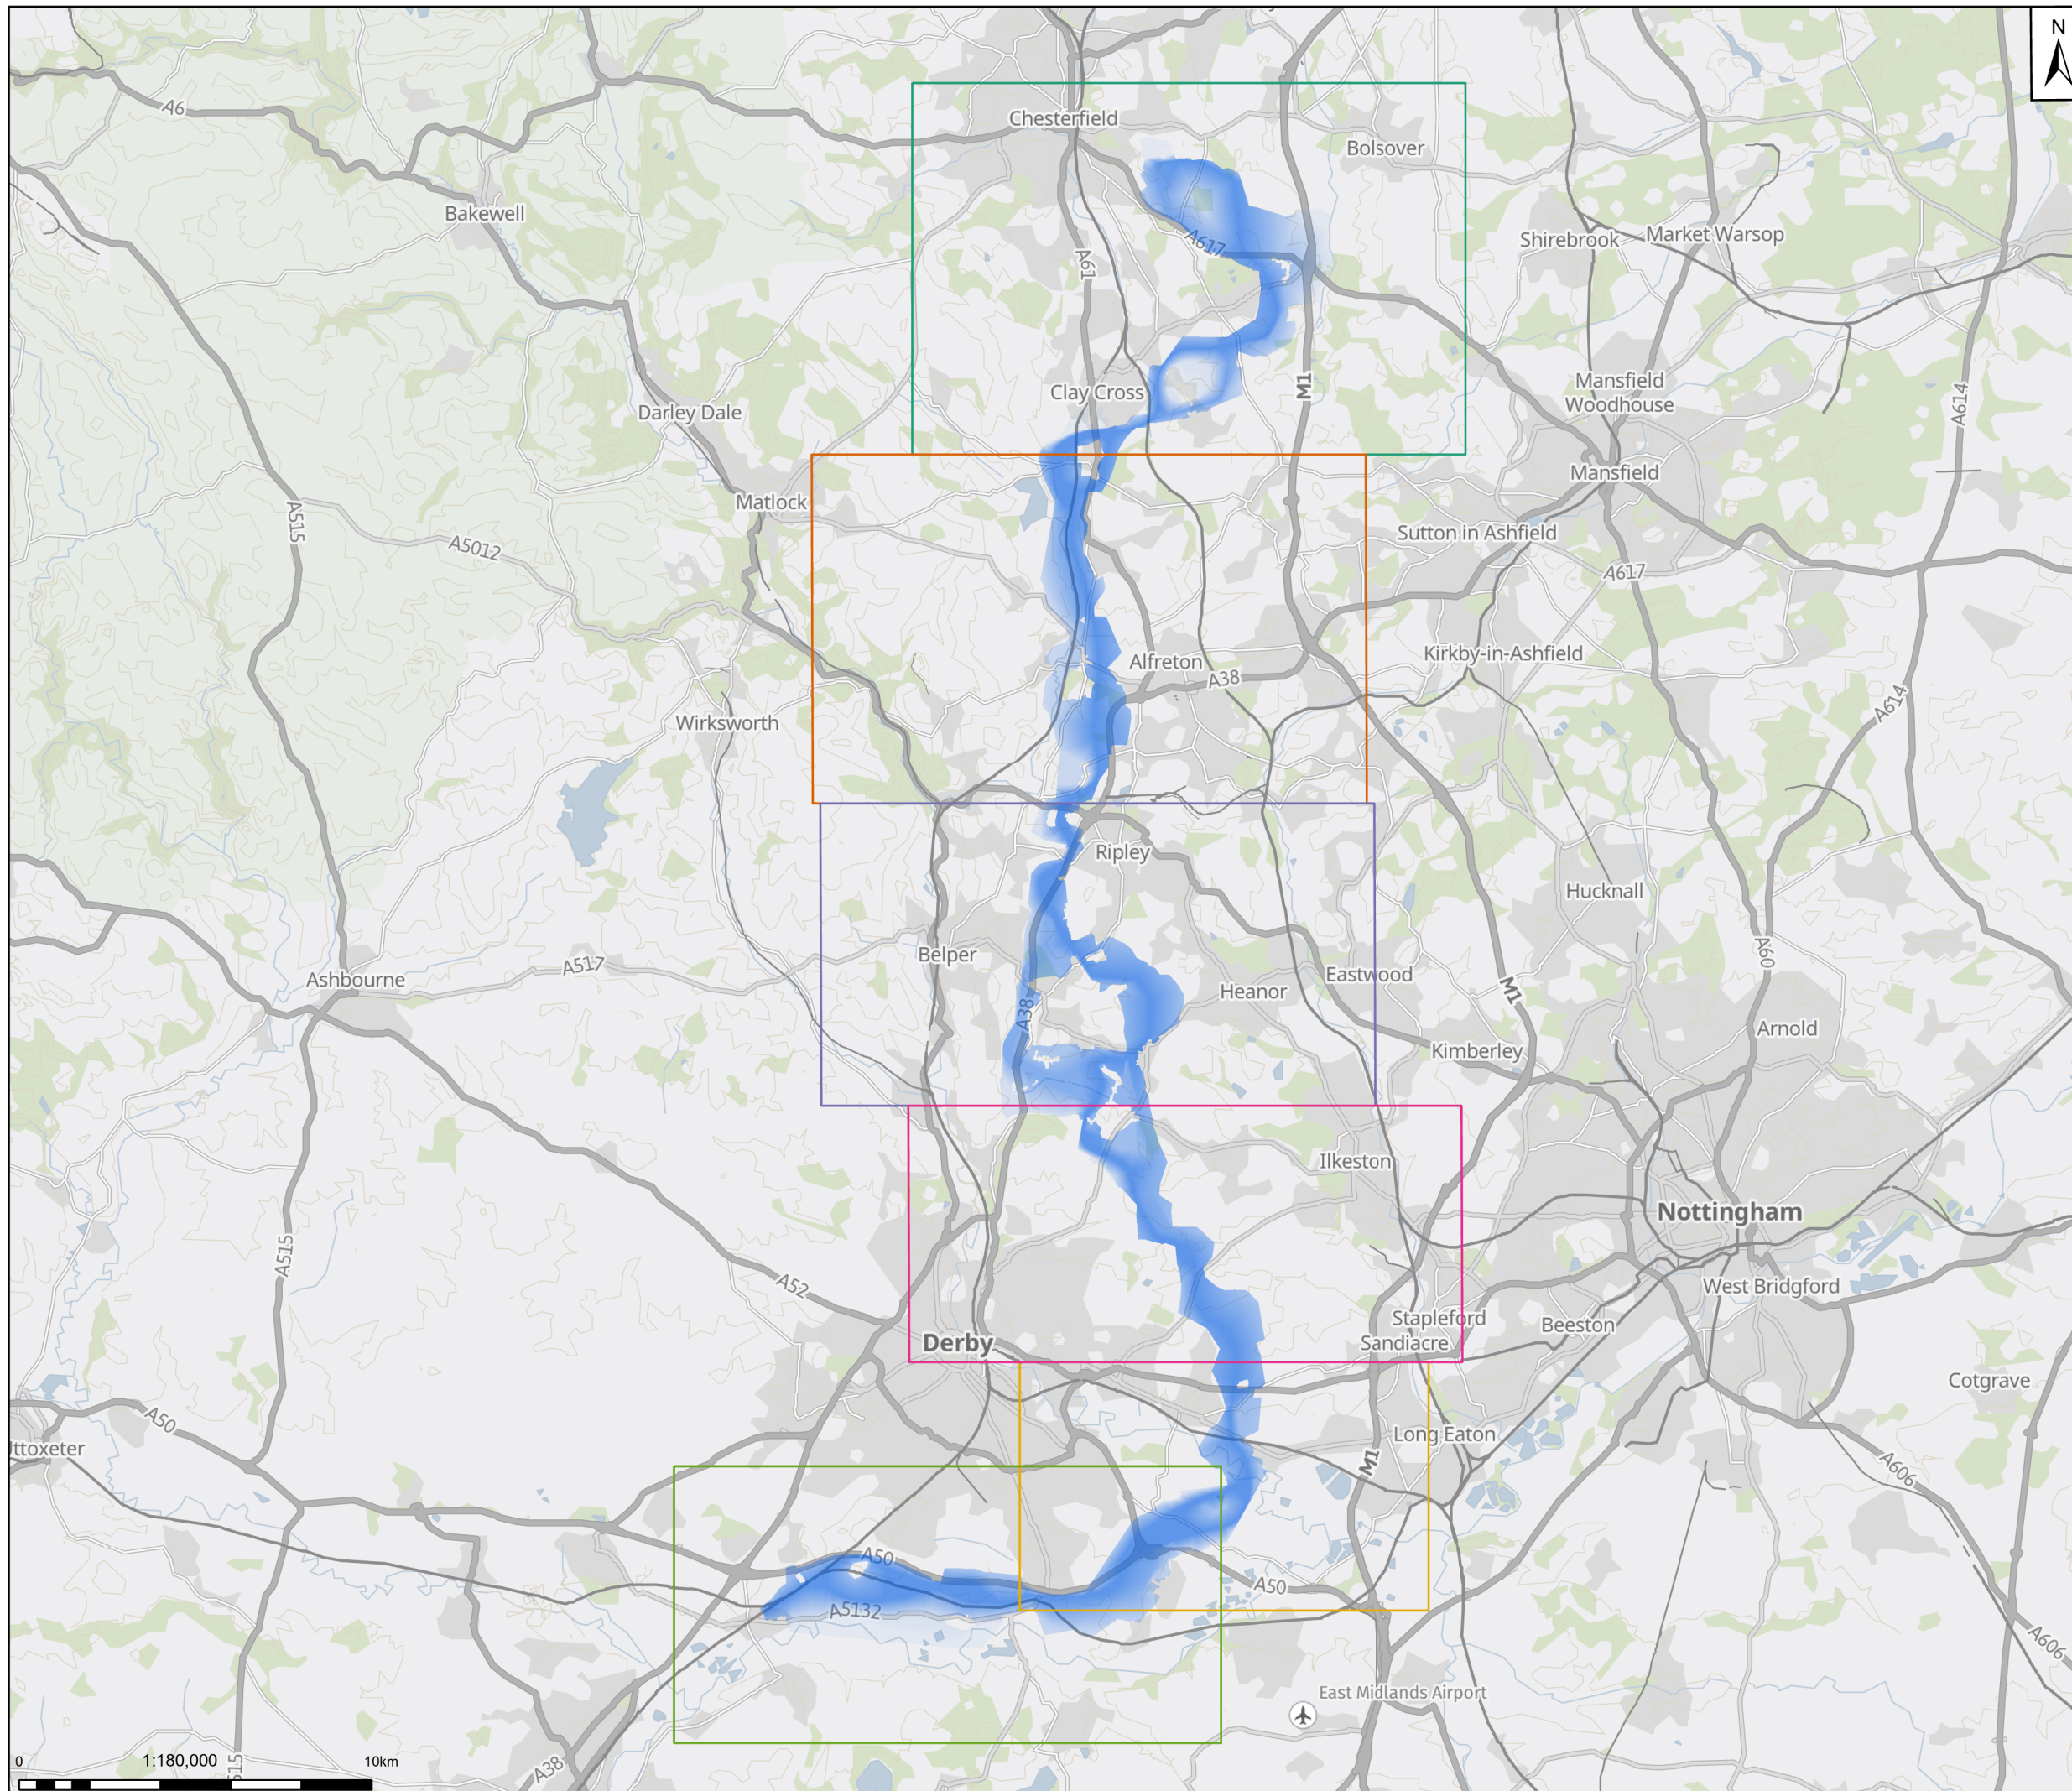 N
A6
Chesterfield
Bolsover
Bakewell
Shirebrook
Market Warsop
A617
A61
Clay Cross
M1
Mansfield
Woodhouse
A614
Darley Dale
Mansfield
Matlock
A515
A5012
Sutton in Ashfield
A617
Alfreton
A38
Kirkby-in-Ashfield
A614
Wirksworth
Ripley
Hucknall
Belper
A60
Ashbourne
A517
Eastwood
Heanor
M1
A38
Arnold
Kimberley
Ilkeston
Nottingham
A515
A52
West Bridgford
Stapleford
Beeston
Derby
Sandiacre
Cotgrave
A50
Long Eaton
M1
A606
A50
A50
A5132
A606
East Midlands Airport
0
1:180,000
10km
A38